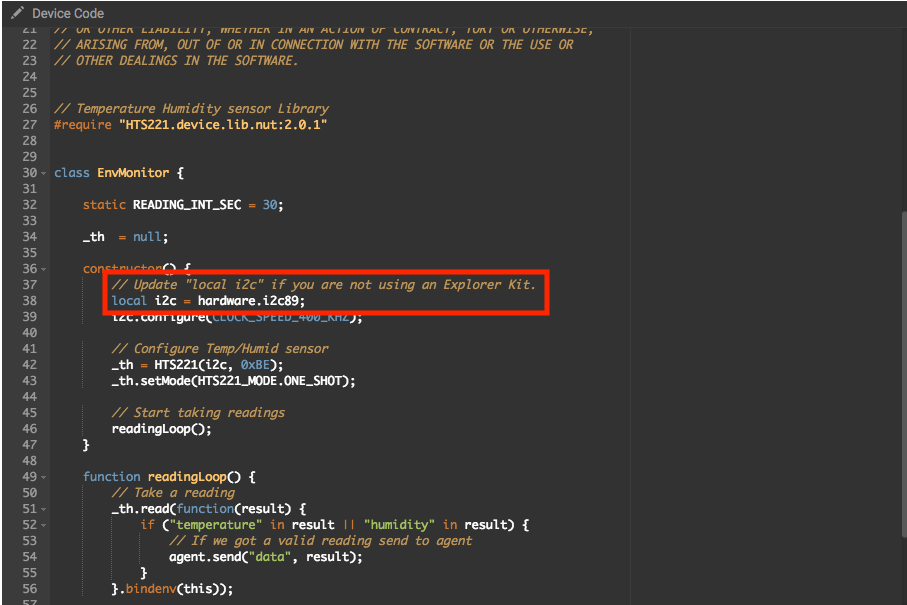 Device Code
21 // OR OTHER LIABILITY, WHETHER IN AN ACTION OF CONTRACT, TORT OR OTHERWISE,
22 // ARISING FROM, OUT OF OR IN CONNECTION WITH THE SOFTWARE OR THE USE OR
23 // OTHER DEALINGS IN THE SOFTWARE.
24
25
26 // Temperature Humidity sensor Library
27 #require "HTS221.device.lib.nut:2.0.1"
28
29
30 class EnvMonitor {
31
32 static READING_INT_SEC = 30;
33
34 _th = null;
35
36 constructor() {
37 // Update "local i2c" if you are not using an Explorer Kit.
38 local i2c = hardware.i2c89;
39 i2c.configure(CLOCK_SPEED_400_KHZ);
40
41 // Configure Temp/Humid sensor
42 _th = HTS221(i2c, 0xBE);
43 _th.setMode(HTS221_MODE.ONE_SHOT);
44
45 // Start taking readings
46 readingLoop();
47 }
48
49 function readingLoop() {
50 // Take a reading
51 _th.read(function(result) {
52 if ("temperature" in result || "humidity" in result) {
53 // If we got a valid reading send to agent
54 agent.send("data", result);
55 }
56 }.bindenv(this));
57